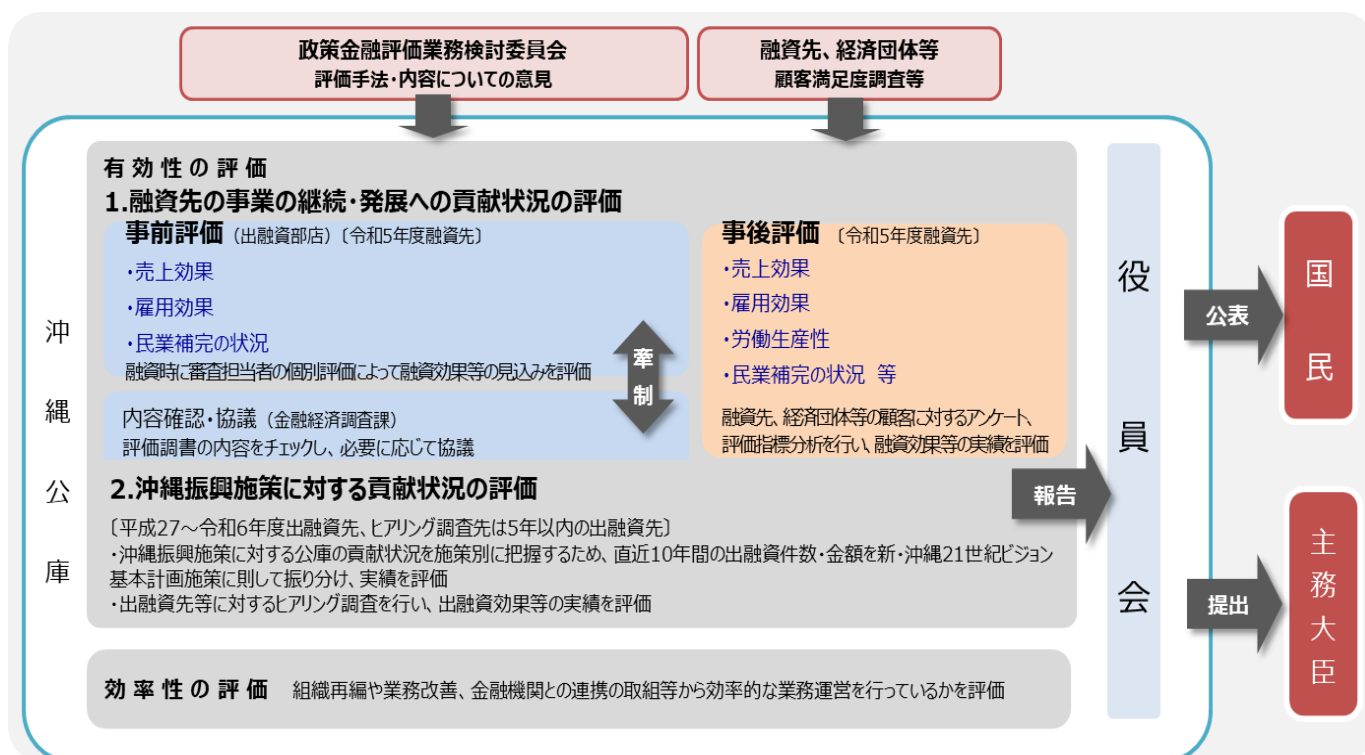 政策金融評価業務検討委員会
評価手法・内容についての意見
融資先、経済団体等
顧客満足度調査等
沖縄公庫
有効性の評価
1.融資先の事業の継続・発展への貢献状況の評価
事前評価（出融資部店）〔令和5年度融資先〕
・売上効果
・雇用効果
・民業補完の状況
融資時に審査担当者の個別評価によって融資効果等の見込みを評価
内容確認・協議（金融経済調査課）
評価調書の内容をチェックし、必要に応じて協議
牽制
事後評価〔令和5年度融資先〕
・売上効果
・雇用効果
・労働生産性
・民業補完の状況 等
融資先、経済団体等の顧客に対するアンケート、
評価指標分析を行い、融資効果等の実績を評価
2.沖縄振興施策に対する貢献状況の評価
〔平成27～令和6年度出融資先、ヒアリング調査先は5年以内の出融資先〕
・沖縄振興施策に対する公庫の貢献状況を施策別に把握するため、直近10年間の出融資件数・金額を新・沖縄21世紀ビジョン
基本計画施策に則して振り分け、実績を評価
・出融資先等に対するヒアリング調査を行い、出融資効果等の実績を評価
効率性の評価 組織再編や業務改善、金融機関との連携の取組等から効率的な業務運営を行っているかを評価
報告
役員会
公表
国民
提出
主務大臣